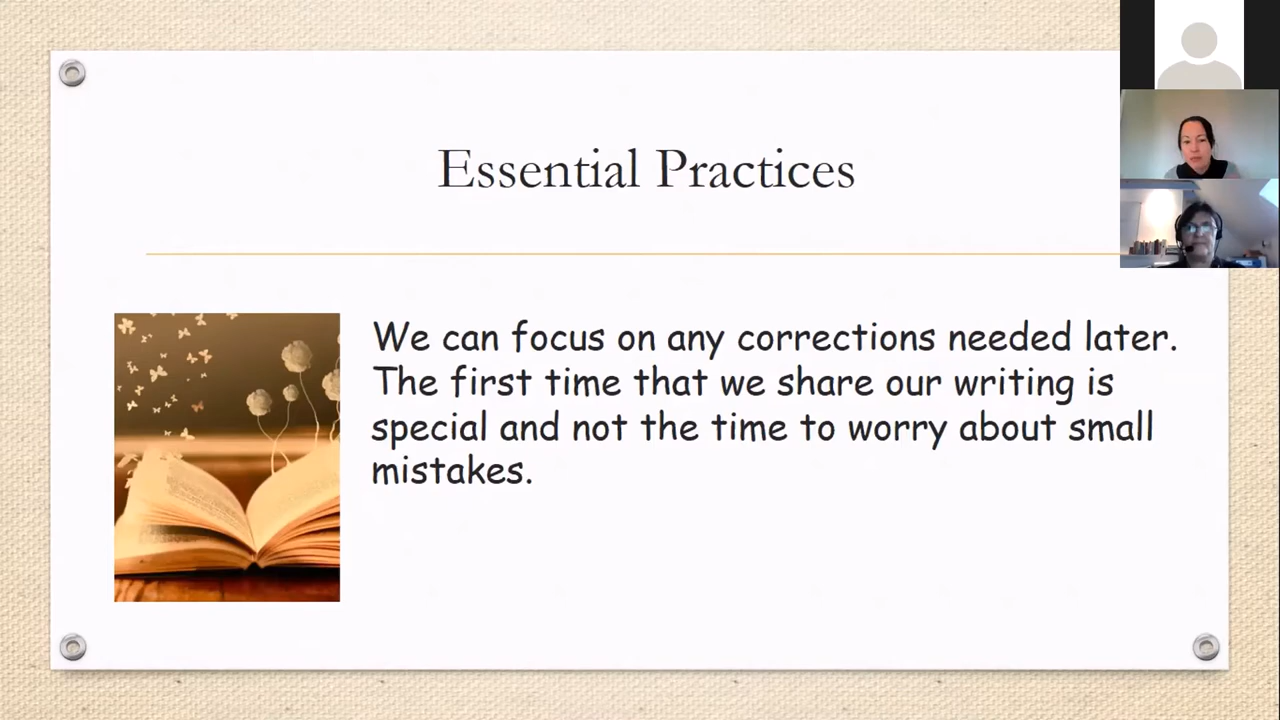 Essential Practices
We can focus on any corrections needed later.
The first time that we share our writing is
special and not the time to worry about small
mistakes.